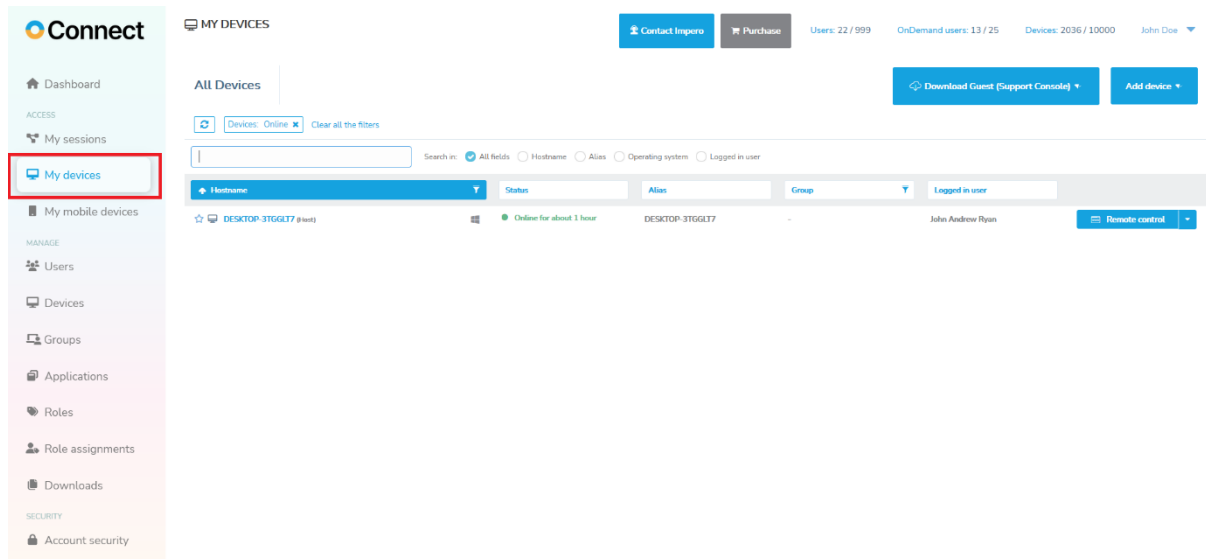 Connect
Dashboard
ACCESS
My sessions
My devices
My mobile devices
MANAGE
Users
Devices
Groups
Applications
Roles
Role assignments
Downloads
SECURITY
Account security
MY DEVICES
Contact Impero
Purchase
Users: 22 / 999
OnDemand users: 13 / 25
Devices: 2036 / 10000
John Doe
All Devices
Download Guest (Support Console)
Add device
Devices: Online
Clear all the filters
Search in: All fields Hostname Alias Operating system Logged in user
Hostname Status Alias Group Logged in user
DESKTOP-3TGGLT7 (Host) Online for about 1 hour DESKTOP-3TGGLT7 - John Andrew Ryan Remote control